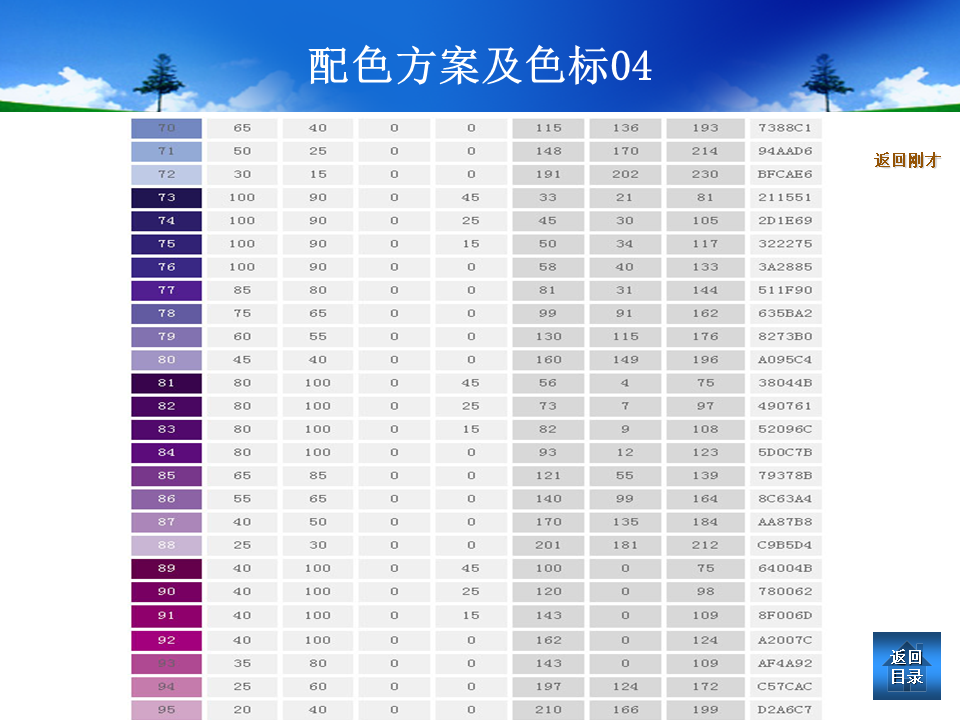 配色方案及色标04
70 65 40 0 0 115 136 193 7388C1
71 50 25 0 0 148 170 214 94AAD6
返回刚才
72 30 15 0 0 191 202 230 BFCAE6
73 100 90 0 45 33 21 81 211551
74 100 90 0 25 45 30 105 2D1E69
75 100 90 0 15 50 34 117 322275
76 100 90 0 0 58 40 133 3A2885
77 85 80 0 0 81 31 144 511F90
78 75 65 0 0 99 91 162 635BA2
79 60 55 0 0 130 115 176 8273B0
80 45 40 0 0 160 149 196 A095C4
81 80 100 0 45 56 4 75 38044B
82 80 100 0 25 73 7 97 490761
83 80 100 0 15 82 9 108 52096C
84 80 100 0 0 93 12 123 5D0C7B
85 65 85 0 0 121 55 139 79378B
86 55 65 0 0 140 99 164 8C63A4
87 40 50 0 0 170 135 184 AA87B8
88 25 30 0 0 201 181 212 C9B5D4
89 40 100 0 45 100 0 75 64004B
90 40 100 0 25 120 0 98 780062
91 40 100 0 15 143 0 109 8F006D
92 40 100 0 0 162 0 124 A2007C
93 35 80 0 0 143 0 109 AF4A92
94 25 60 0 0 197 124 172 C57CAC
95 20 40 0 0 210 166 199 D2A6C7
返回
目录